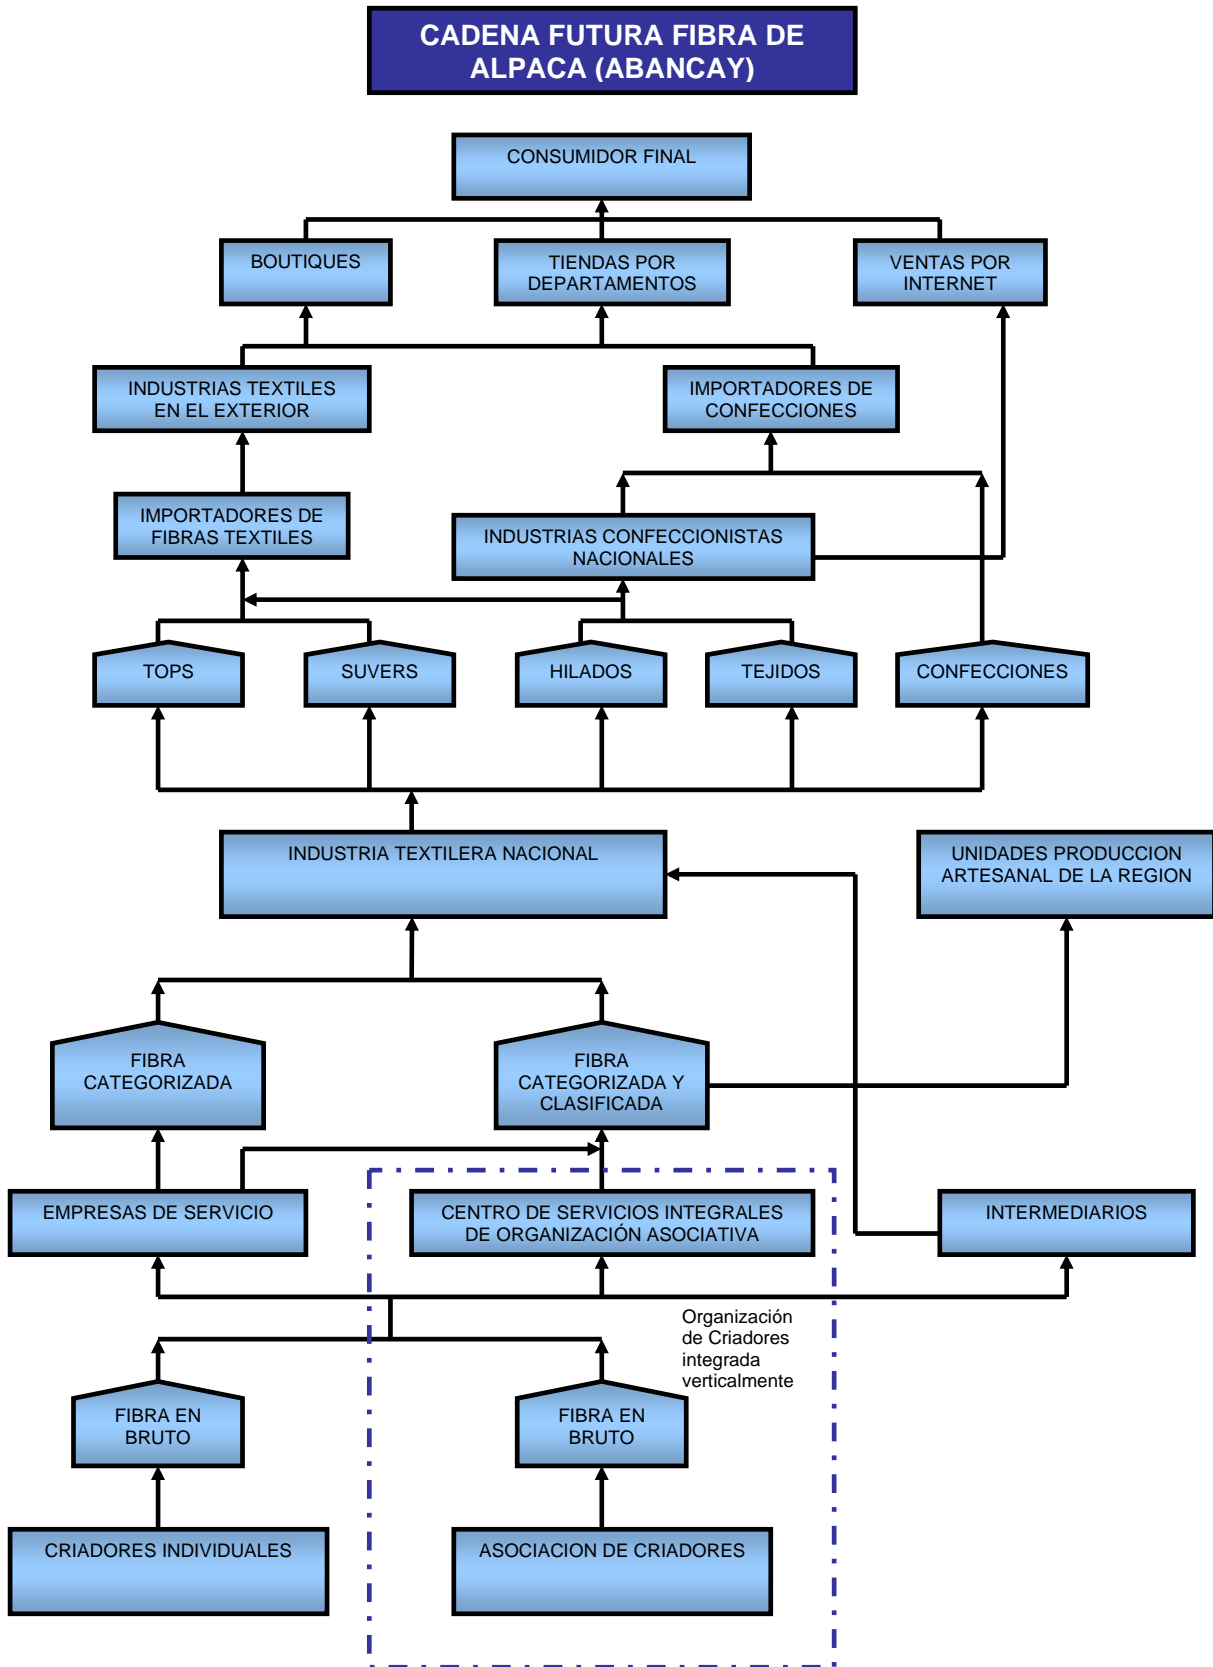 CADENA FUTURA FIBRA DE
ALPACA (ABANCAY)
CONSUMIDOR FINAL
BOUTIQUES
TIENDAS POR
DEPARTAMENTOS
VENTAS POR
INTERNET
INDUSTRIAS TEXTILES
EN EL EXTERIOR
IMPORTADORES DE
CONFECCIONES
IMPORTADORES DE
FIBRAS TEXTILES
INDUSTRIAS CONFECCIONISTAS
NACIONALES
TOPS
SUVERS
HILADOS
TEJIDOS
CONFECCIONES
INDUSTRIA TEXTILERA NACIONAL
UNIDADES PRODUCCION
ARTESANAL DE LA REGION
FIBRA
CATEGORIZADA
FIBRA
CATEGORIZADA Y
CLASIFICADA
EMPRESAS DE SERVICIO
CENTRO DE SERVICIOS INTEGRALES
DE ORGANIZACIÓN ASOCIATIVA
INTERMEDIARIOS
Organización
de Criadores
integrada
verticalmente
FIBRA EN
BRUTO
FIBRA EN
BRUTO
CRIADORES INDIVIDUALES
ASOCIACION DE CRIADORES